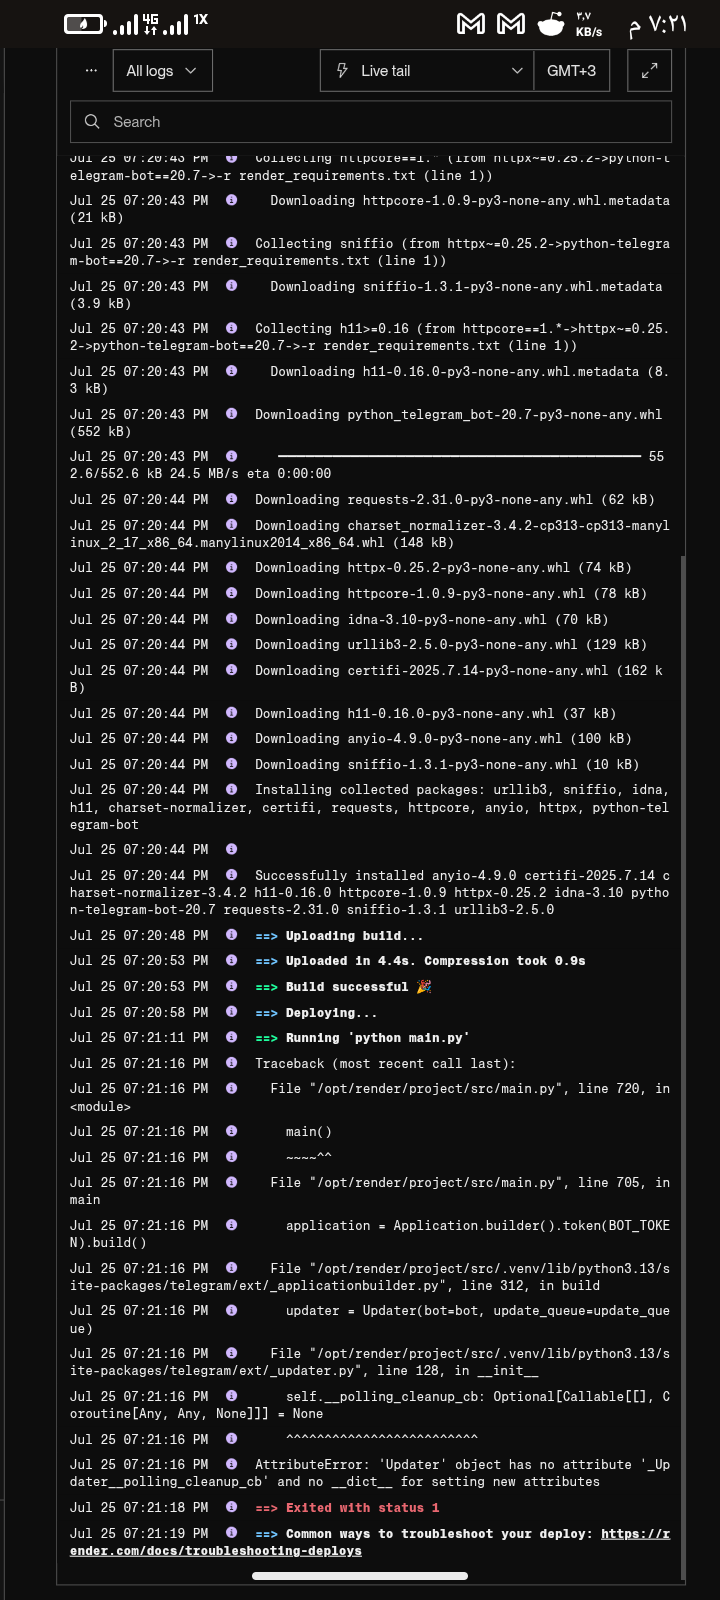 4G 1X
٣,٧ KB/s
٧:٢١ م
... All logs Live tail GMT+3
Search
Jul 25 07:20:43 PM Collecting httpcore==1.* (from httpx~=0.25.2->python-t
elegram-bot==20.7->-r render_requirements.txt (line 1))
Jul 25 07:20:43 PM Downloading httpcore-1.0.9-py3-none-any.whl.metadata
(21 kB)
Jul 25 07:20:43 PM Collecting sniffio (from httpx~=0.25.2->python-telegra
m-bot==20.7->-r render_requirements.txt (line 1))
Jul 25 07:20:43 PM Downloading sniffio-1.3.1-py3-none-any.whl.metadata
(3.9 kB)
Jul 25 07:20:43 PM Collecting h11>=0.16 (from httpcore==1.*->httpx~=0.25.
2->python-telegram-bot==20.7->-r render_requirements.txt (line 1))
Jul 25 07:20:43 PM Downloading h11-0.16.0-py3-none-any.whl.metadata (8.
3 kB)
Jul 25 07:20:43 PM Downloading python_telegram_bot-20.7-py3-none-any.whl
(552 kB)
Jul 25 07:20:43 PM ━━━━━━━━━━━━━━━━━━━━━━━━━━━━━━━━━━━━━━━━ 55
2.6/552.6 kB 24.5 MB/s eta 0:00:00
Jul 25 07:20:44 PM Downloading requests-2.31.0-py3-none-any.whl (62 kB)
Jul 25 07:20:44 PM Downloading charset_normalizer-3.4.2-cp313-cp313-manyl
inux_2_17_x86_64.manylinux2014_x86_64.whl (148 kB)
Jul 25 07:20:44 PM Downloading httpx-0.25.2-py3-none-any.whl (74 kB)
Jul 25 07:20:44 PM Downloading httpcore-1.0.9-py3-none-any.whl (78 kB)
Jul 25 07:20:44 PM Downloading idna-3.10-py3-none-any.whl (70 kB)
Jul 25 07:20:44 PM Downloading urllib3-2.5.0-py3-none-any.whl (129 kB)
Jul 25 07:20:44 PM Downloading certifi-2025.7.14-py3-none-any.whl (162 k
B)
Jul 25 07:20:44 PM Downloading h11-0.16.0-py3-none-any.whl (37 kB)
Jul 25 07:20:44 PM Downloading anyio-4.9.0-py3-none-any.whl (100 kB)
Jul 25 07:20:44 PM Downloading sniffio-1.3.1-py3-none-any.whl (10 kB)
Jul 25 07:20:44 PM Installing collected packages: urllib3, sniffio, idna,
h11, charset-normalizer, certifi, requests, httpcore, anyio, httpx, python-tel
egram-bot
Jul 25 07:20:44 PM
Jul 25 07:20:44 PM Successfully installed anyio-4.9.0 certifi-2025.7.14 c
harset-normalizer-3.4.2 h11-0.16.0 httpcore-1.0.9 httpx-0.25.2 idna-3.10 pytho
n-telegram-bot-20.7 requests-2.31.0 sniffio-1.3.1 urllib3-2.5.0
Jul 25 07:20:48 PM ==> Uploading build...
Jul 25 07:20:53 PM ==> Uploaded in 4.4s. Compression took 0.9s
Jul 25 07:20:53 PM ==> Build successful 🎉
Jul 25 07:20:58 PM ==> Deploying...
Jul 25 07:21:11 PM ==> Running 'python main.py'
Jul 25 07:21:16 PM Traceback (most recent call last):
Jul 25 07:21:16 PM File "/opt/render/project/src/main.py", line 720, in
<module>
Jul 25 07:21:16 PM main()
Jul 25 07:21:16 PM ~~~~^^
Jul 25 07:21:16 PM File "/opt/render/project/src/main.py", line 705, in
main
Jul 25 07:21:16 PM application = Application.builder().token(BOT_TOKE
N).build()
Jul 25 07:21:16 PM File "/opt/render/project/src/.venv/lib/python3.13/s
ite-packages/telegram/ext/_applicationbuilder.py", line 312, in build
Jul 25 07:21:16 PM updater = Updater(bot=bot, update_queue=update_que
ue)
Jul 25 07:21:16 PM File "/opt/render/project/src/.venv/lib/python3.13/s
ite-packages/telegram/ext/_updater.py", line 128, in __init__
Jul 25 07:21:16 PM self.__polling_cleanup_cb: Optional[Callable[[], C
oroutine[Any, Any, None]]] = None
Jul 25 07:21:16 PM ^^^^^^^^^^^^^^^^^^^^^^^^^
Jul 25 07:21:16 PM AttributeError: 'Updater' object has no attribute '_Up
dater__polling_cleanup_cb' and no __dict__ for setting new attributes
Jul 25 07:21:18 PM ==> Exited with status 1
Jul 25 07:21:19 PM ==> Common ways to troubleshoot your deploy: https://r
ender.com/docs/troubleshooting-deploys